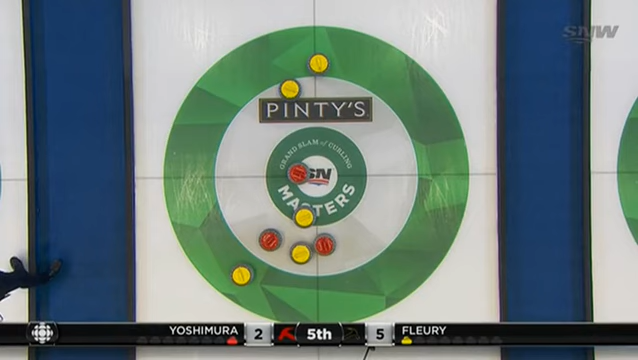 SNW
PINTY'S
GRAND SLAM of CURLING
SN
MASTERS
YOSHIMURA 2 5th 5 FLEURY